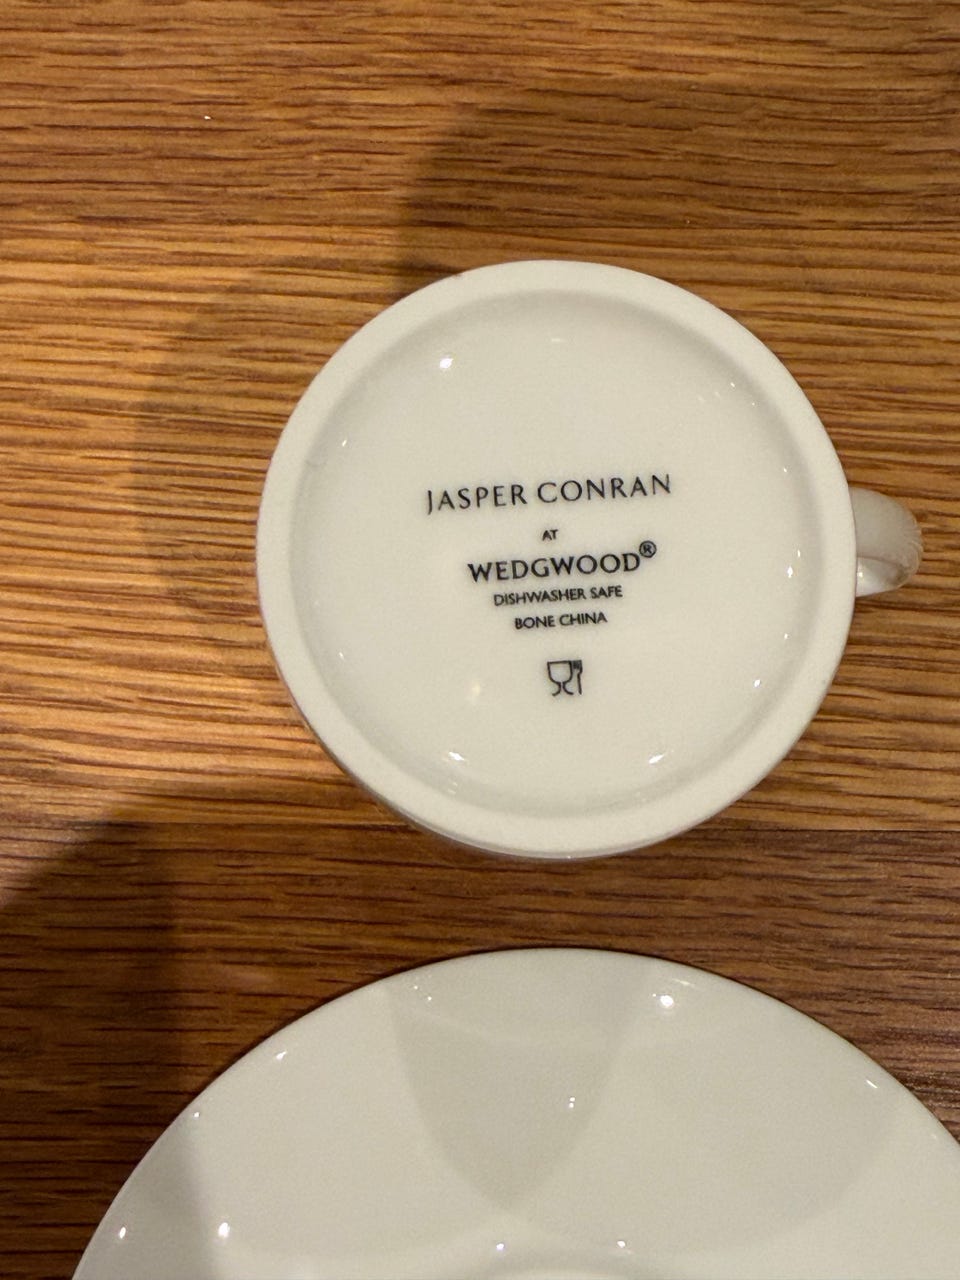 JASPER CONRAN
AT
WEDGWOOD®
DISHWASHER SAFE
BONE CHINA